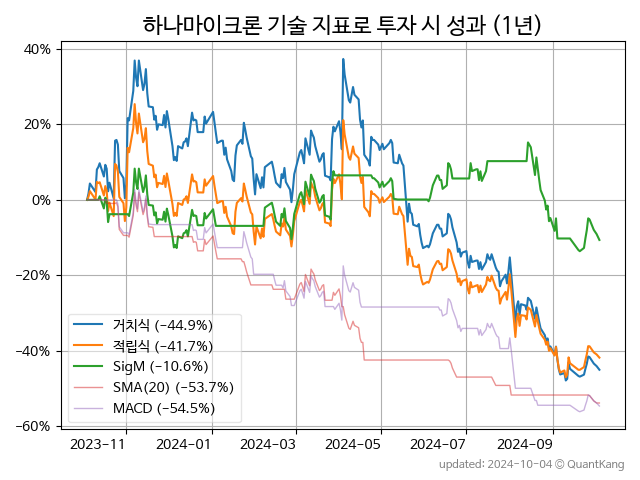 하나마이크론 기술 지표로 투자 시 성과 (1년)
40%
20%
0%
−20%
−40%
−60%
거치식 (−44.9%)
적립식 (−41.7%)
SigM (−10.6%)
SMA(20) (−53.7%)
MACD (−54.5%)
2023−11 2024−01 2024−03 2024−05 2024−07 2024−09
updated: 2024-10-04 © QuantKang